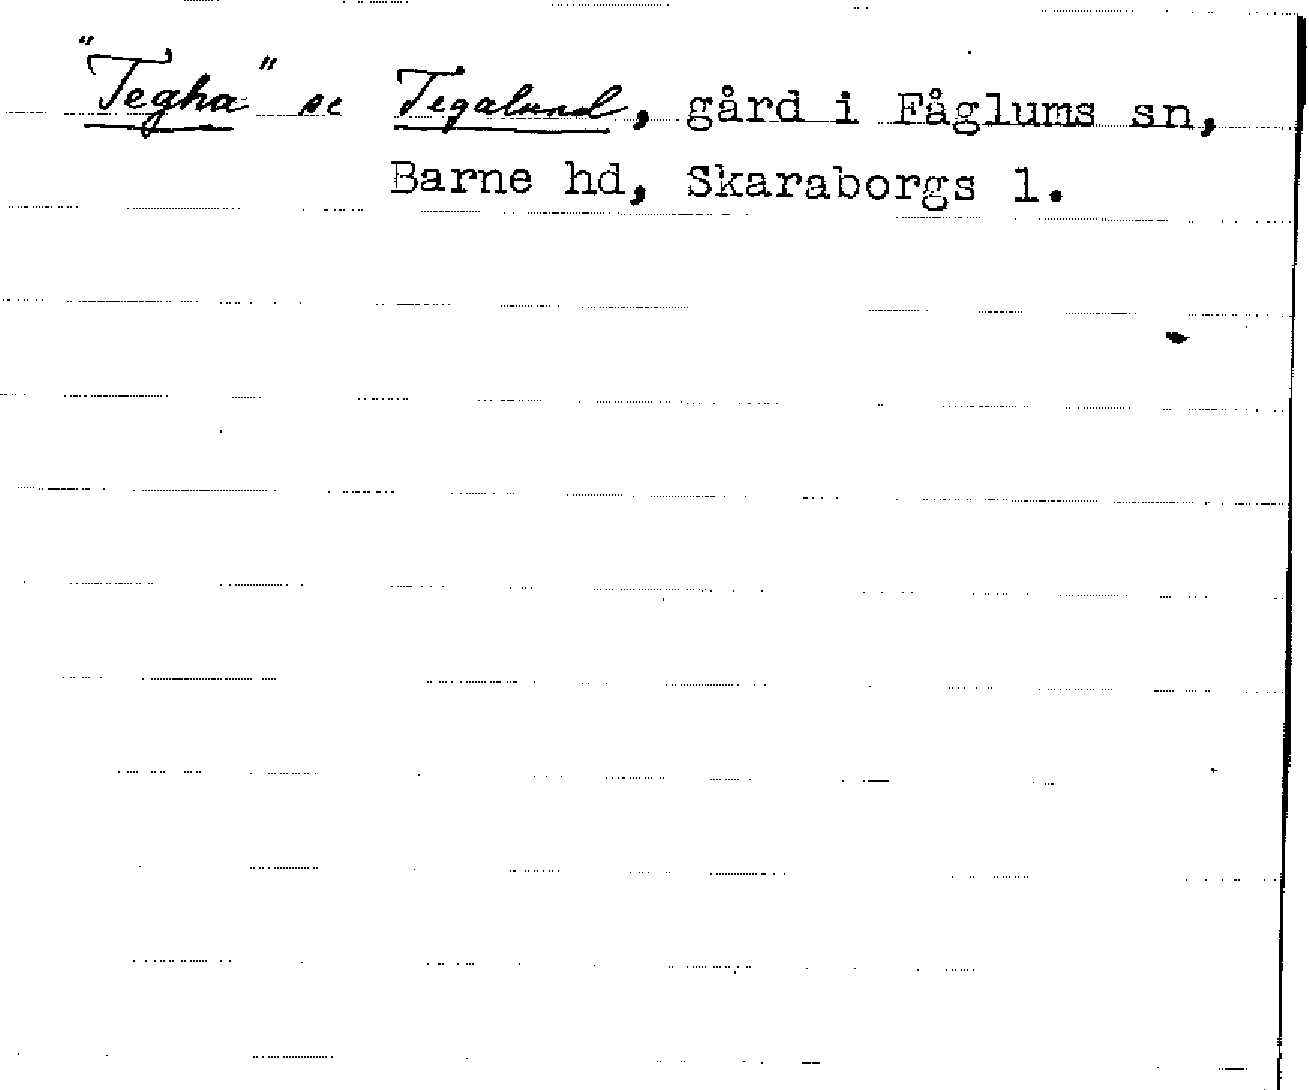 "Tegha" se Tegalund, gård i Fåglums sn,
Barne hd, Skaraborgs l.